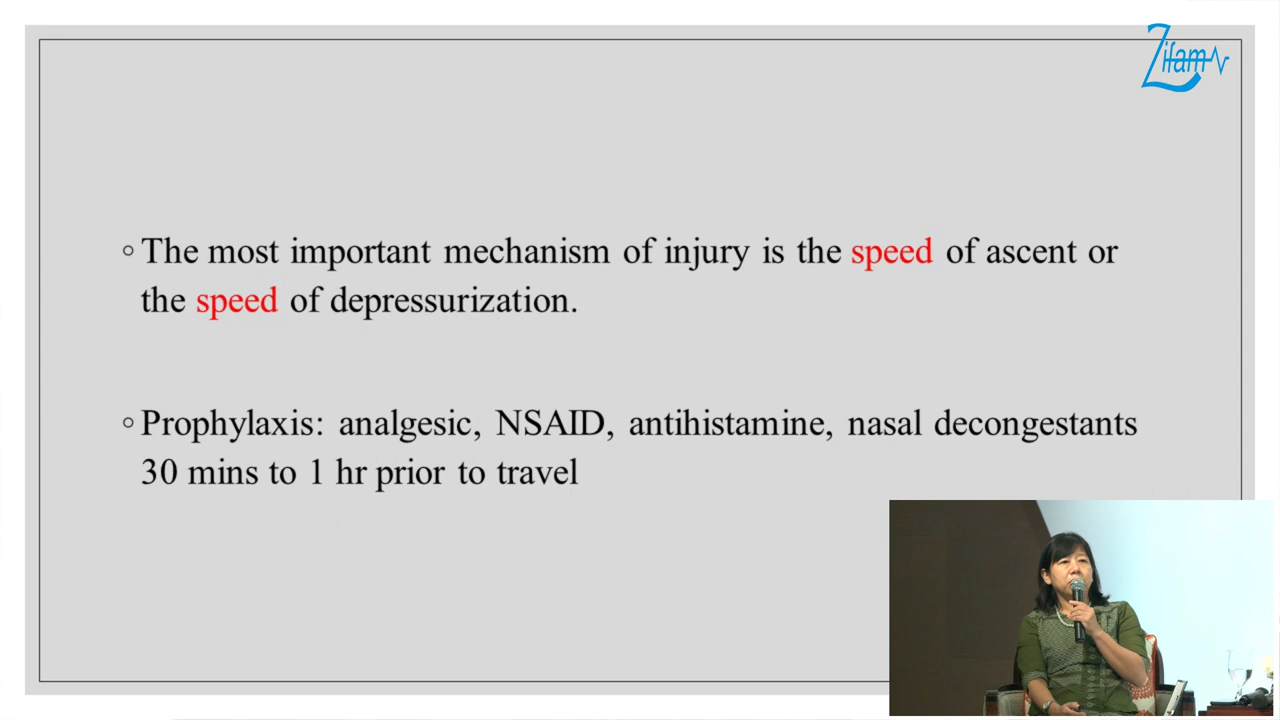 Zifam
◦ The most important mechanism of injury is the speed of ascent or
the speed of depressurization.
◦ Prophylaxis: analgesic, NSAID, antihistamine, nasal decongestants
30 mins to 1 hr prior to travel